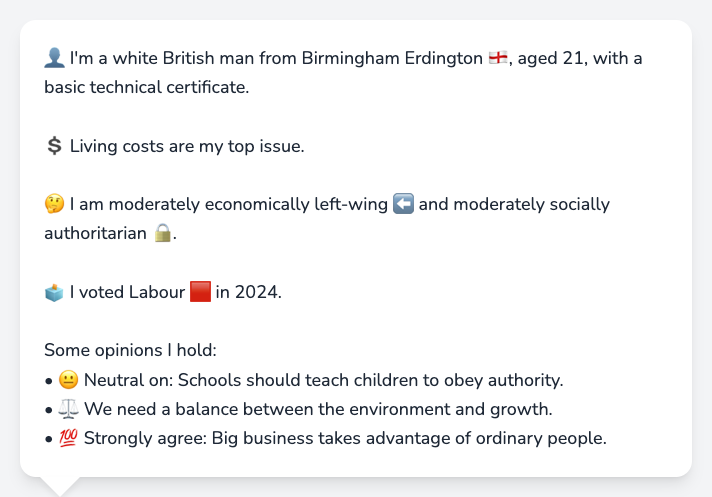 👤 I'm a white British man from Birmingham Erdington 🏴󠁧󠁢󠁥󠁮󠁧󠁿, aged 21, with a
basic technical certificate.
💲 Living costs are my top issue.
🤔 I am moderately economically left-wing ⬅️ and moderately socially
authoritarian 🔒.
🗳️ I voted Labour 🟥 in 2024.
Some opinions I hold:
• 😐 Neutral on: Schools should teach children to obey authority.
• ⚖️ We need a balance between the environment and growth.
• 💯 Strongly agree: Big business takes advantage of ordinary people.